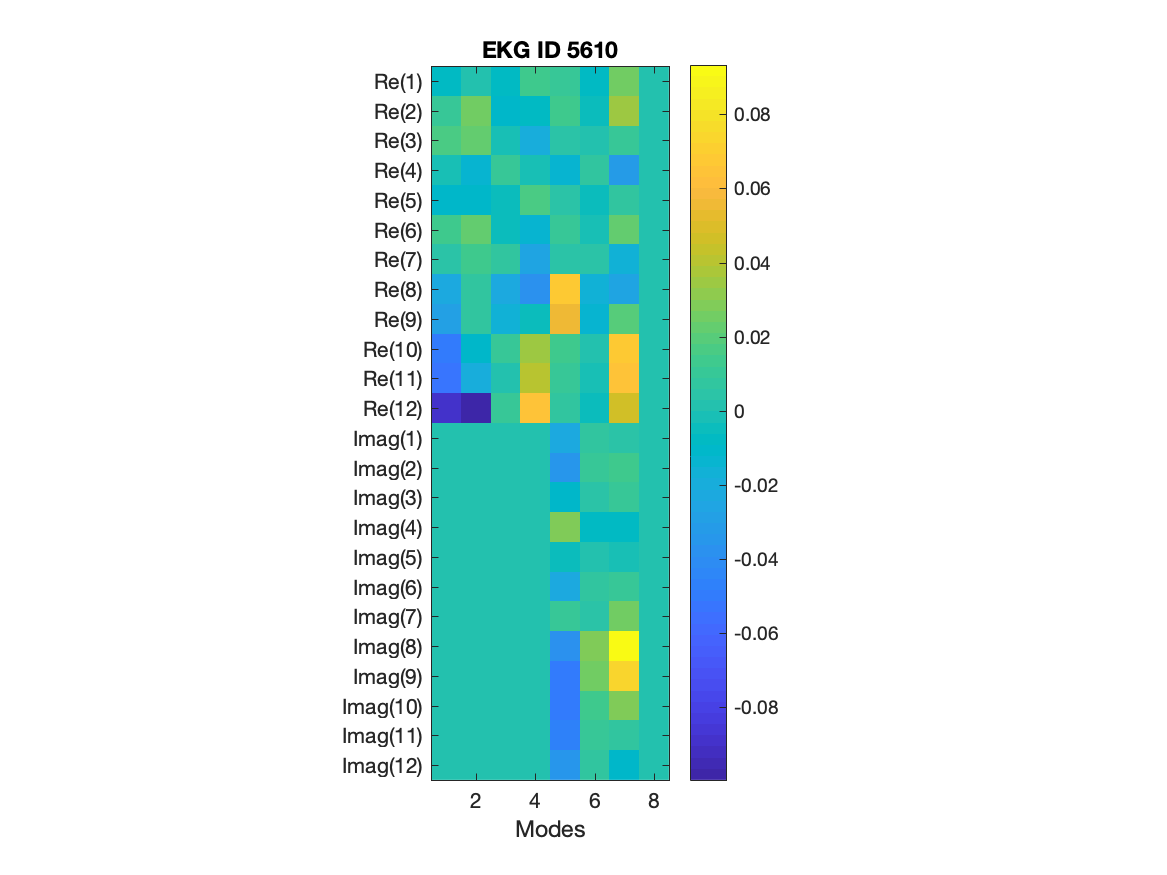 EKG ID 5610
Re(1)
Re(2)
Re(3)
Re(4)
Re(5)
Re(6)
Re(7)
Re(8)
Re(9)
Re(10)
Re(11)
Re(12)
Imag(1)
Imag(2)
Imag(3)
Imag(4)
Imag(5)
Imag(6)
Imag(7)
Imag(8)
Imag(9)
Imag(10)
Imag(11)
Imag(12)
2 4 6 8
Modes
0.08
0.06
0.04
0.02
0
-0.02
-0.04
-0.06
-0.08